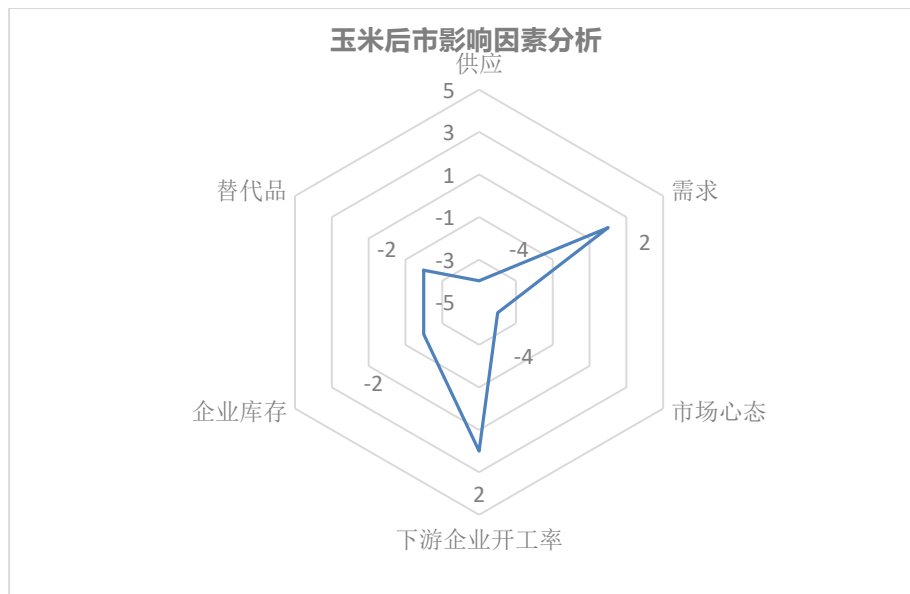 玉米后市影响因素分析
供应
5
3
替代品
需求
1
2
-2
-1
-4
-3
-5
-4
-2
企业库存
市场心态
2
下游企业开工率